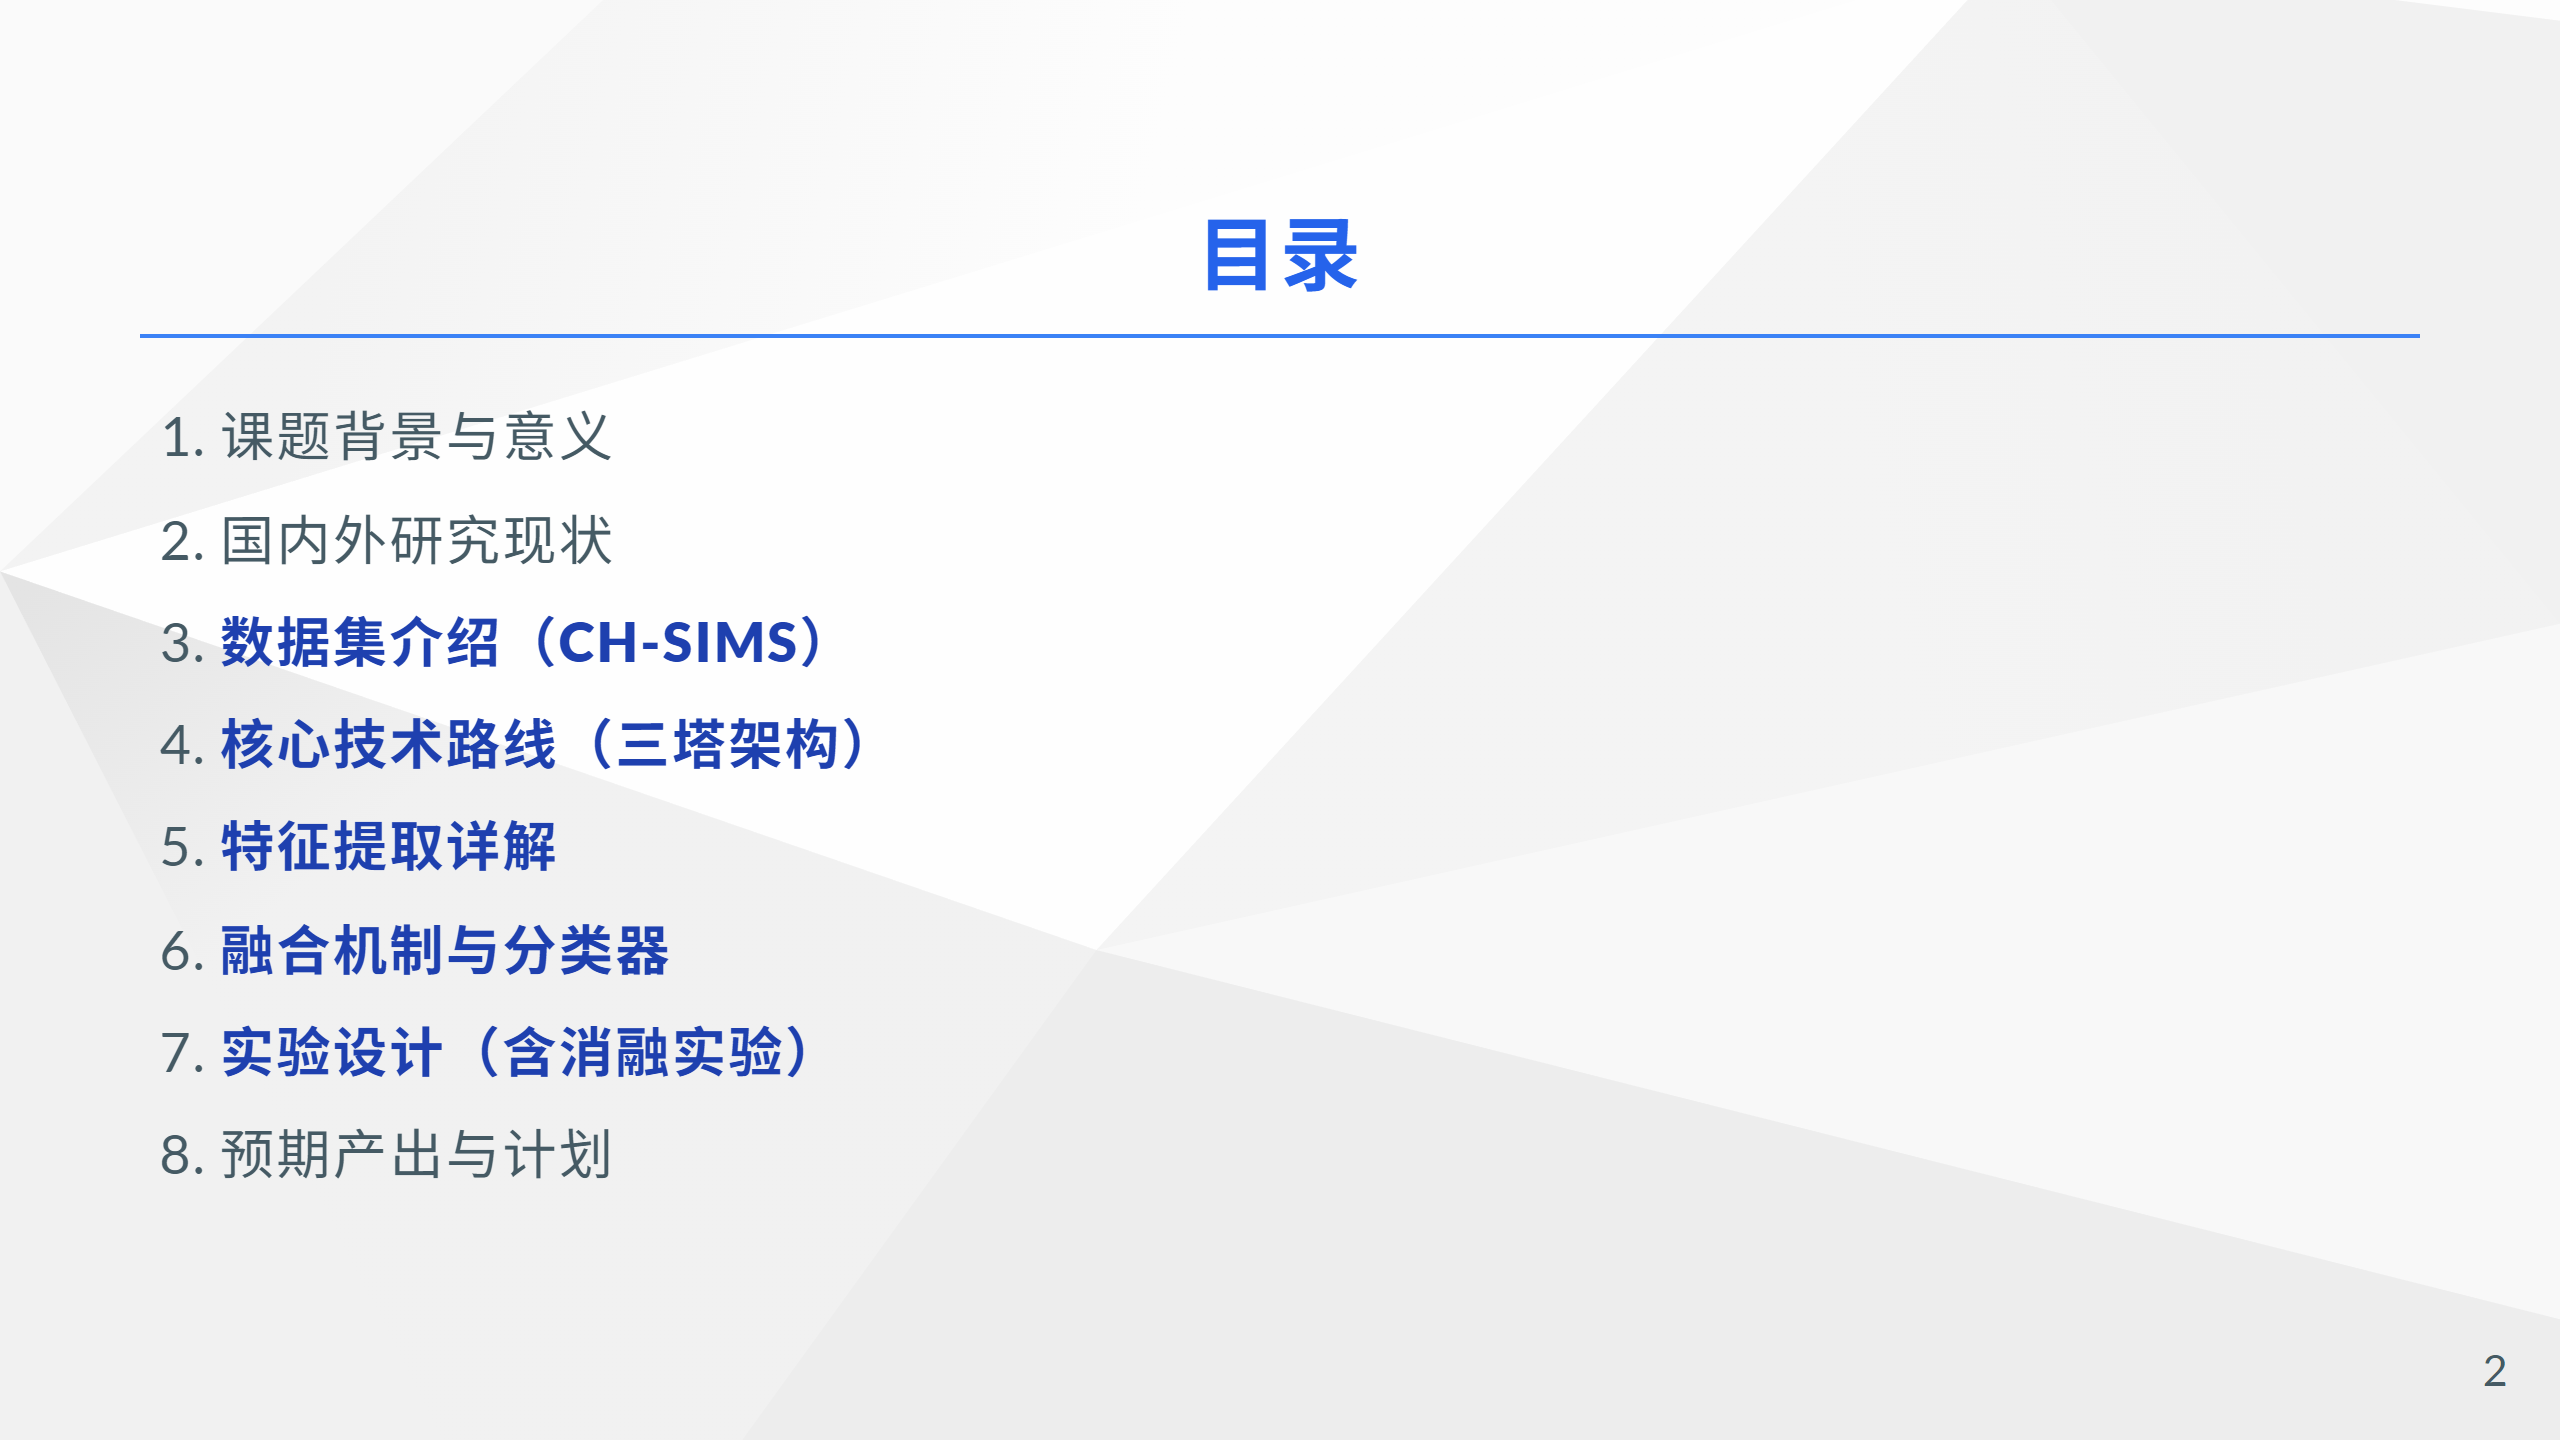 目录
1. 课题背景与意义
2. 国内外研究现状
3. 数据集介绍（CH-SIMS）
4. 核心技术路线（三塔架构）
5. 特征提取详解
6. 融合机制与分类器
7. 实验设计（含消融实验）
8. 预期产出与计划
2